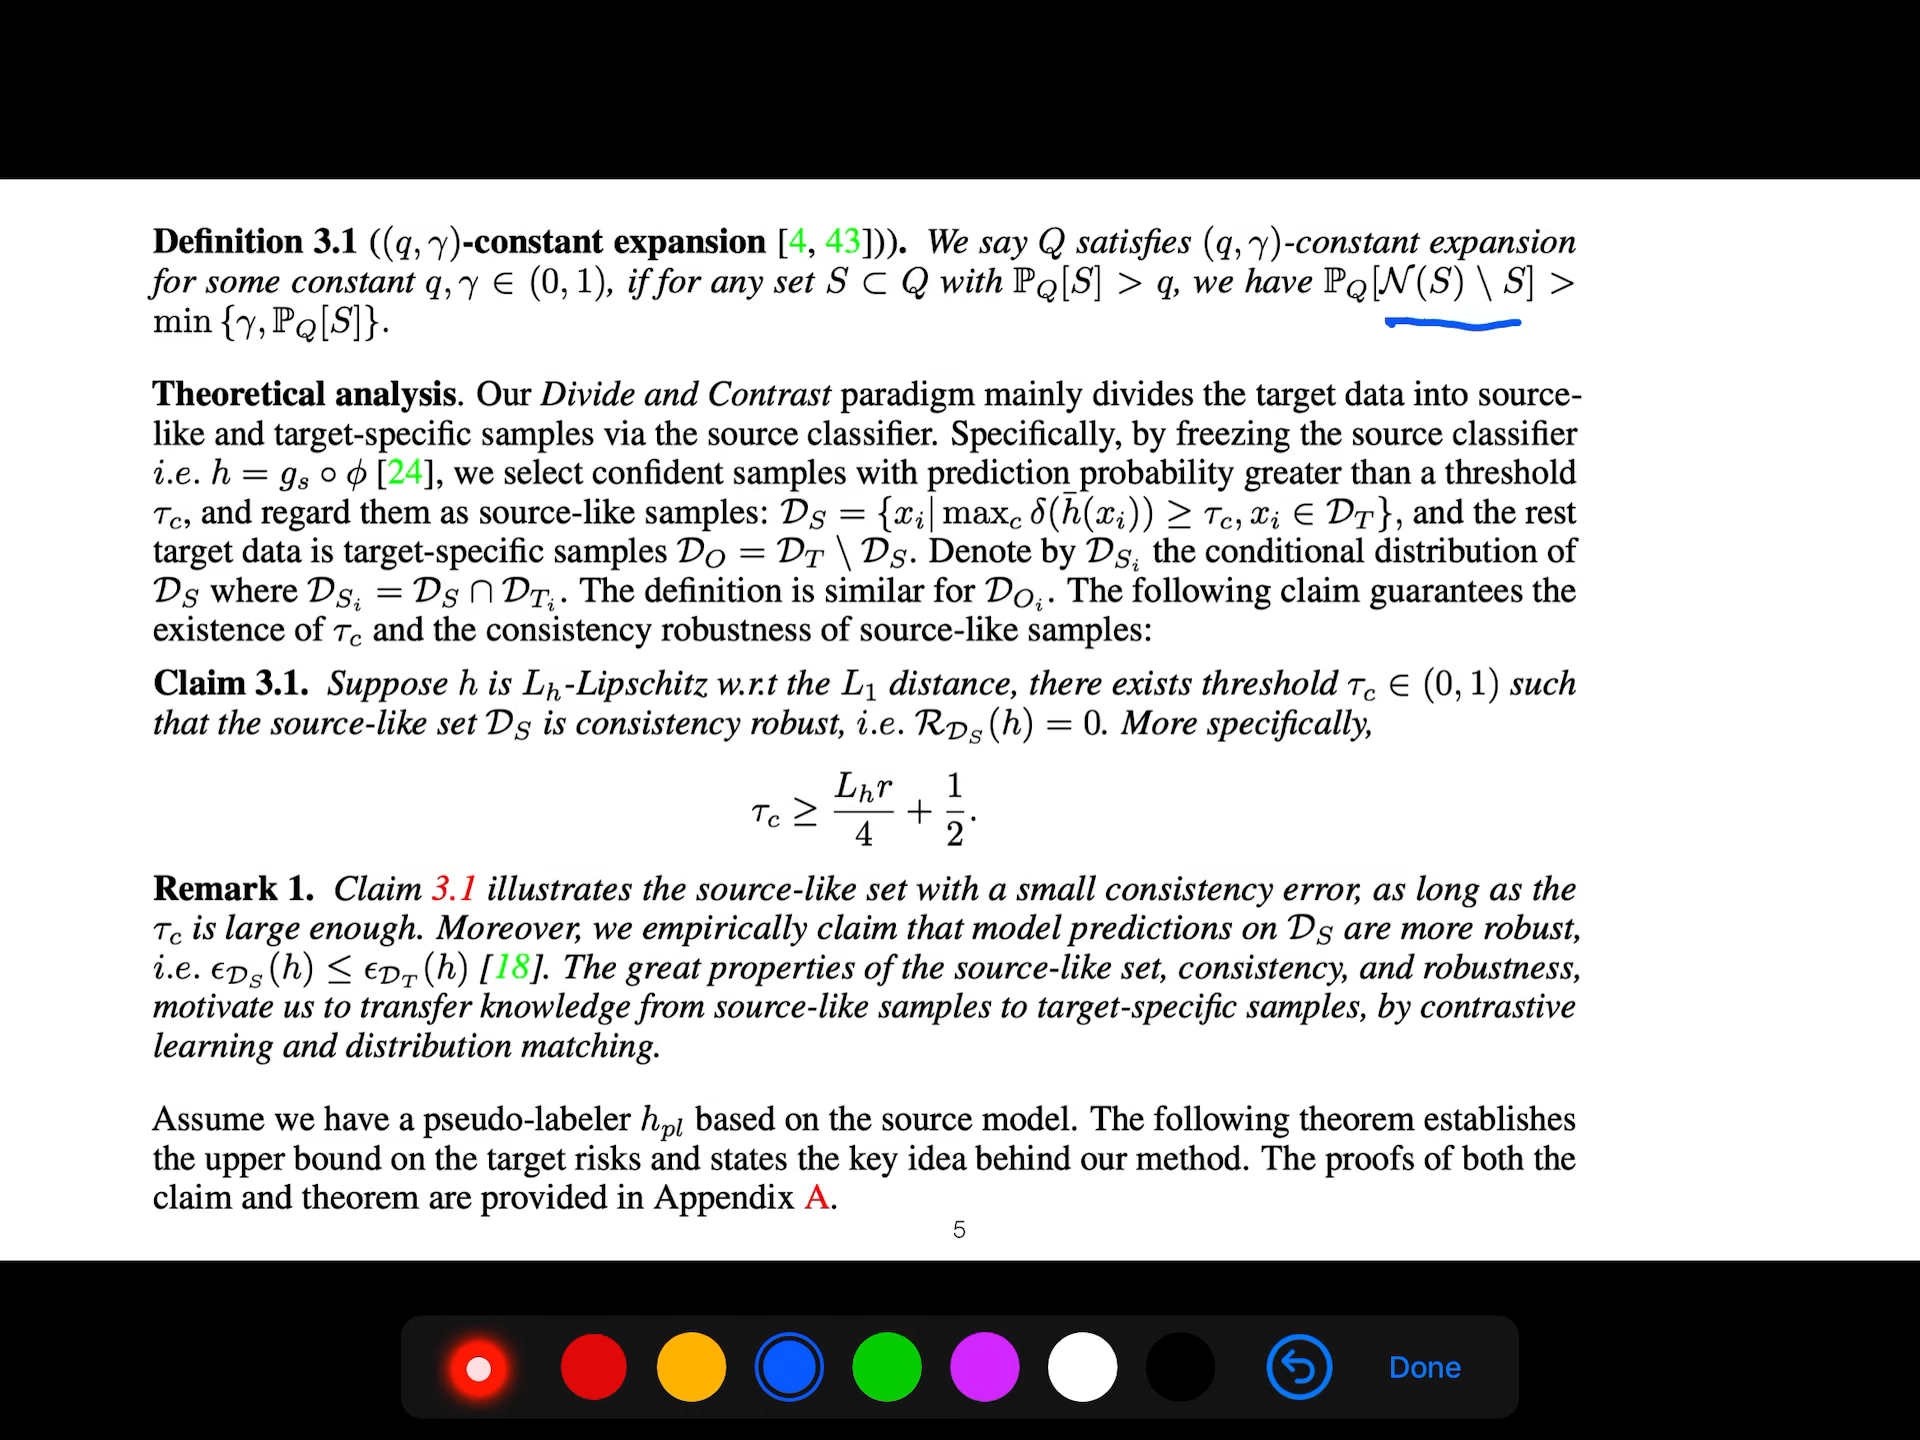 Definition 3.1 ((q, γ)-constant expansion [4, 43])). We say Q satisfies (q, γ)-constant expansion
for some constant q, γ ∈ (0, 1), if for any set S ⊂ Q with ℙ_Q[S] > q, we have ℙ_Q[𝒩(S) \ S] >
min {γ, ℙ_Q[S]}.
Theoretical analysis. Our Divide and Contrast paradigm mainly divides the target data into source-
like and target-specific samples via the source classifier. Specifically, by freezing the source classifier
i.e. h = g_s ∘ ϕ [24], we select confident samples with prediction probability greater than a threshold
τ_c, and regard them as source-like samples: 𝒟_S = {x_i| max_c δ(h̄(x_i)) ≥ τ_c, x_i ∈ 𝒟_T}, and the rest
target data is target-specific samples 𝒟_O = 𝒟_T \ 𝒟_S. Denote by 𝒟_{S_i} the conditional distribution of
𝒟_S where 𝒟_{S_i} = 𝒟_S ∩ 𝒟_{T_i}. The definition is similar for 𝒟_{O_i}. The following claim guarantees the
existence of τ_c and the consistency robustness of source-like samples:
Claim 3.1. Suppose h is L_h-Lipschitz w.r.t the L_1 distance, there exists threshold τ_c ∈ (0, 1) such
that the source-like set 𝒟_S is consistency robust, i.e. ℛ_{𝒟_S}(h) = 0. More specifically,
τ_c ≥ L_h r / 4 + 1 / 2.
Remark 1. Claim 3.1 illustrates the source-like set with a small consistency error, as long as the
τ_c is large enough. Moreover, we empirically claim that model predictions on 𝒟_S are more robust,
i.e. ϵ_{𝒟_S}(h) ≤ ϵ_{𝒟_T}(h) [18]. The great properties of the source-like set, consistency, and robustness,
motivate us to transfer knowledge from source-like samples to target-specific samples, by contrastive
learning and distribution matching.
Assume we have a pseudo-labeler h_{pl} based on the source model. The following theorem establishes
the upper bound on the target risks and states the key idea behind our method. The proofs of both the
claim and theorem are provided in Appendix A.
5
Done